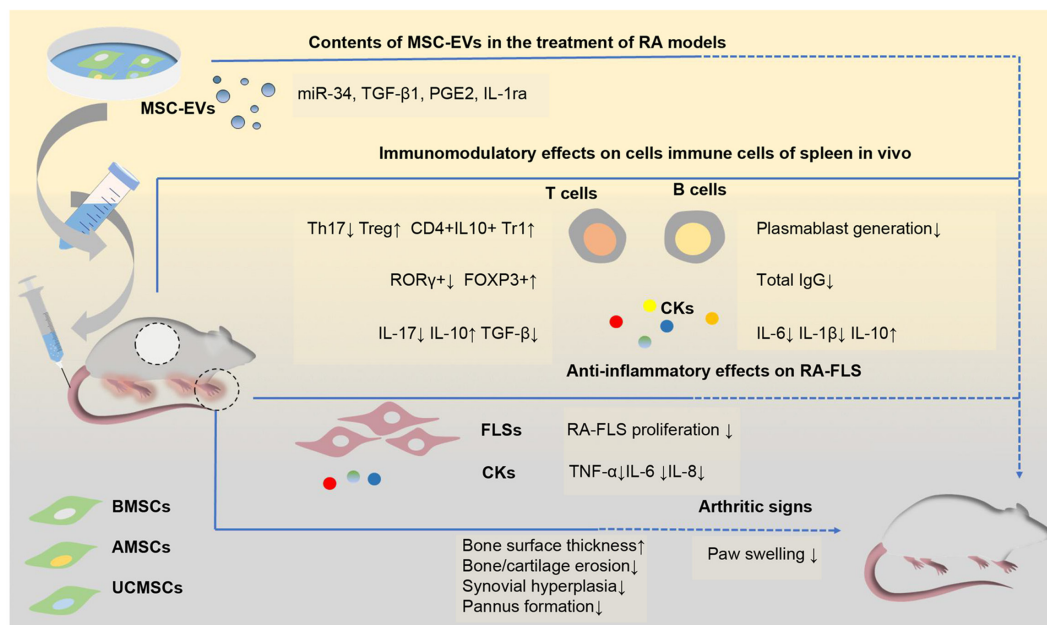 Contents of MSC-EVs in the treatment of RA models
MSC-EVs
miR-34, TGF-β1, PGE2, IL-1ra
Immunomodulatory effects on cells immune cells of spleen in vivo
T cells
B cells
Th17↓ Treg↑ CD4+IL10+ Tr1↑
Plasmablast generation↓
RORγ+↓ FOXP3+↑
Total IgG↓
CKs
IL-17↓ IL-10↑ TGF-β↓
IL-6↓ IL-1β↓ IL-10↑
Anti-inflammatory effects on RA-FLS
FLSs
RA-FLS proliferation ↓
CKs
TNF-α↓IL-6 ↓IL-8↓
BMSCs
AMSCs
UCMSCs
Arthritic signs
Bone surface thickness↑
Bone/cartilage erosion↓
Synovial hyperplasia↓
Pannus formation↓
Paw swelling ↓